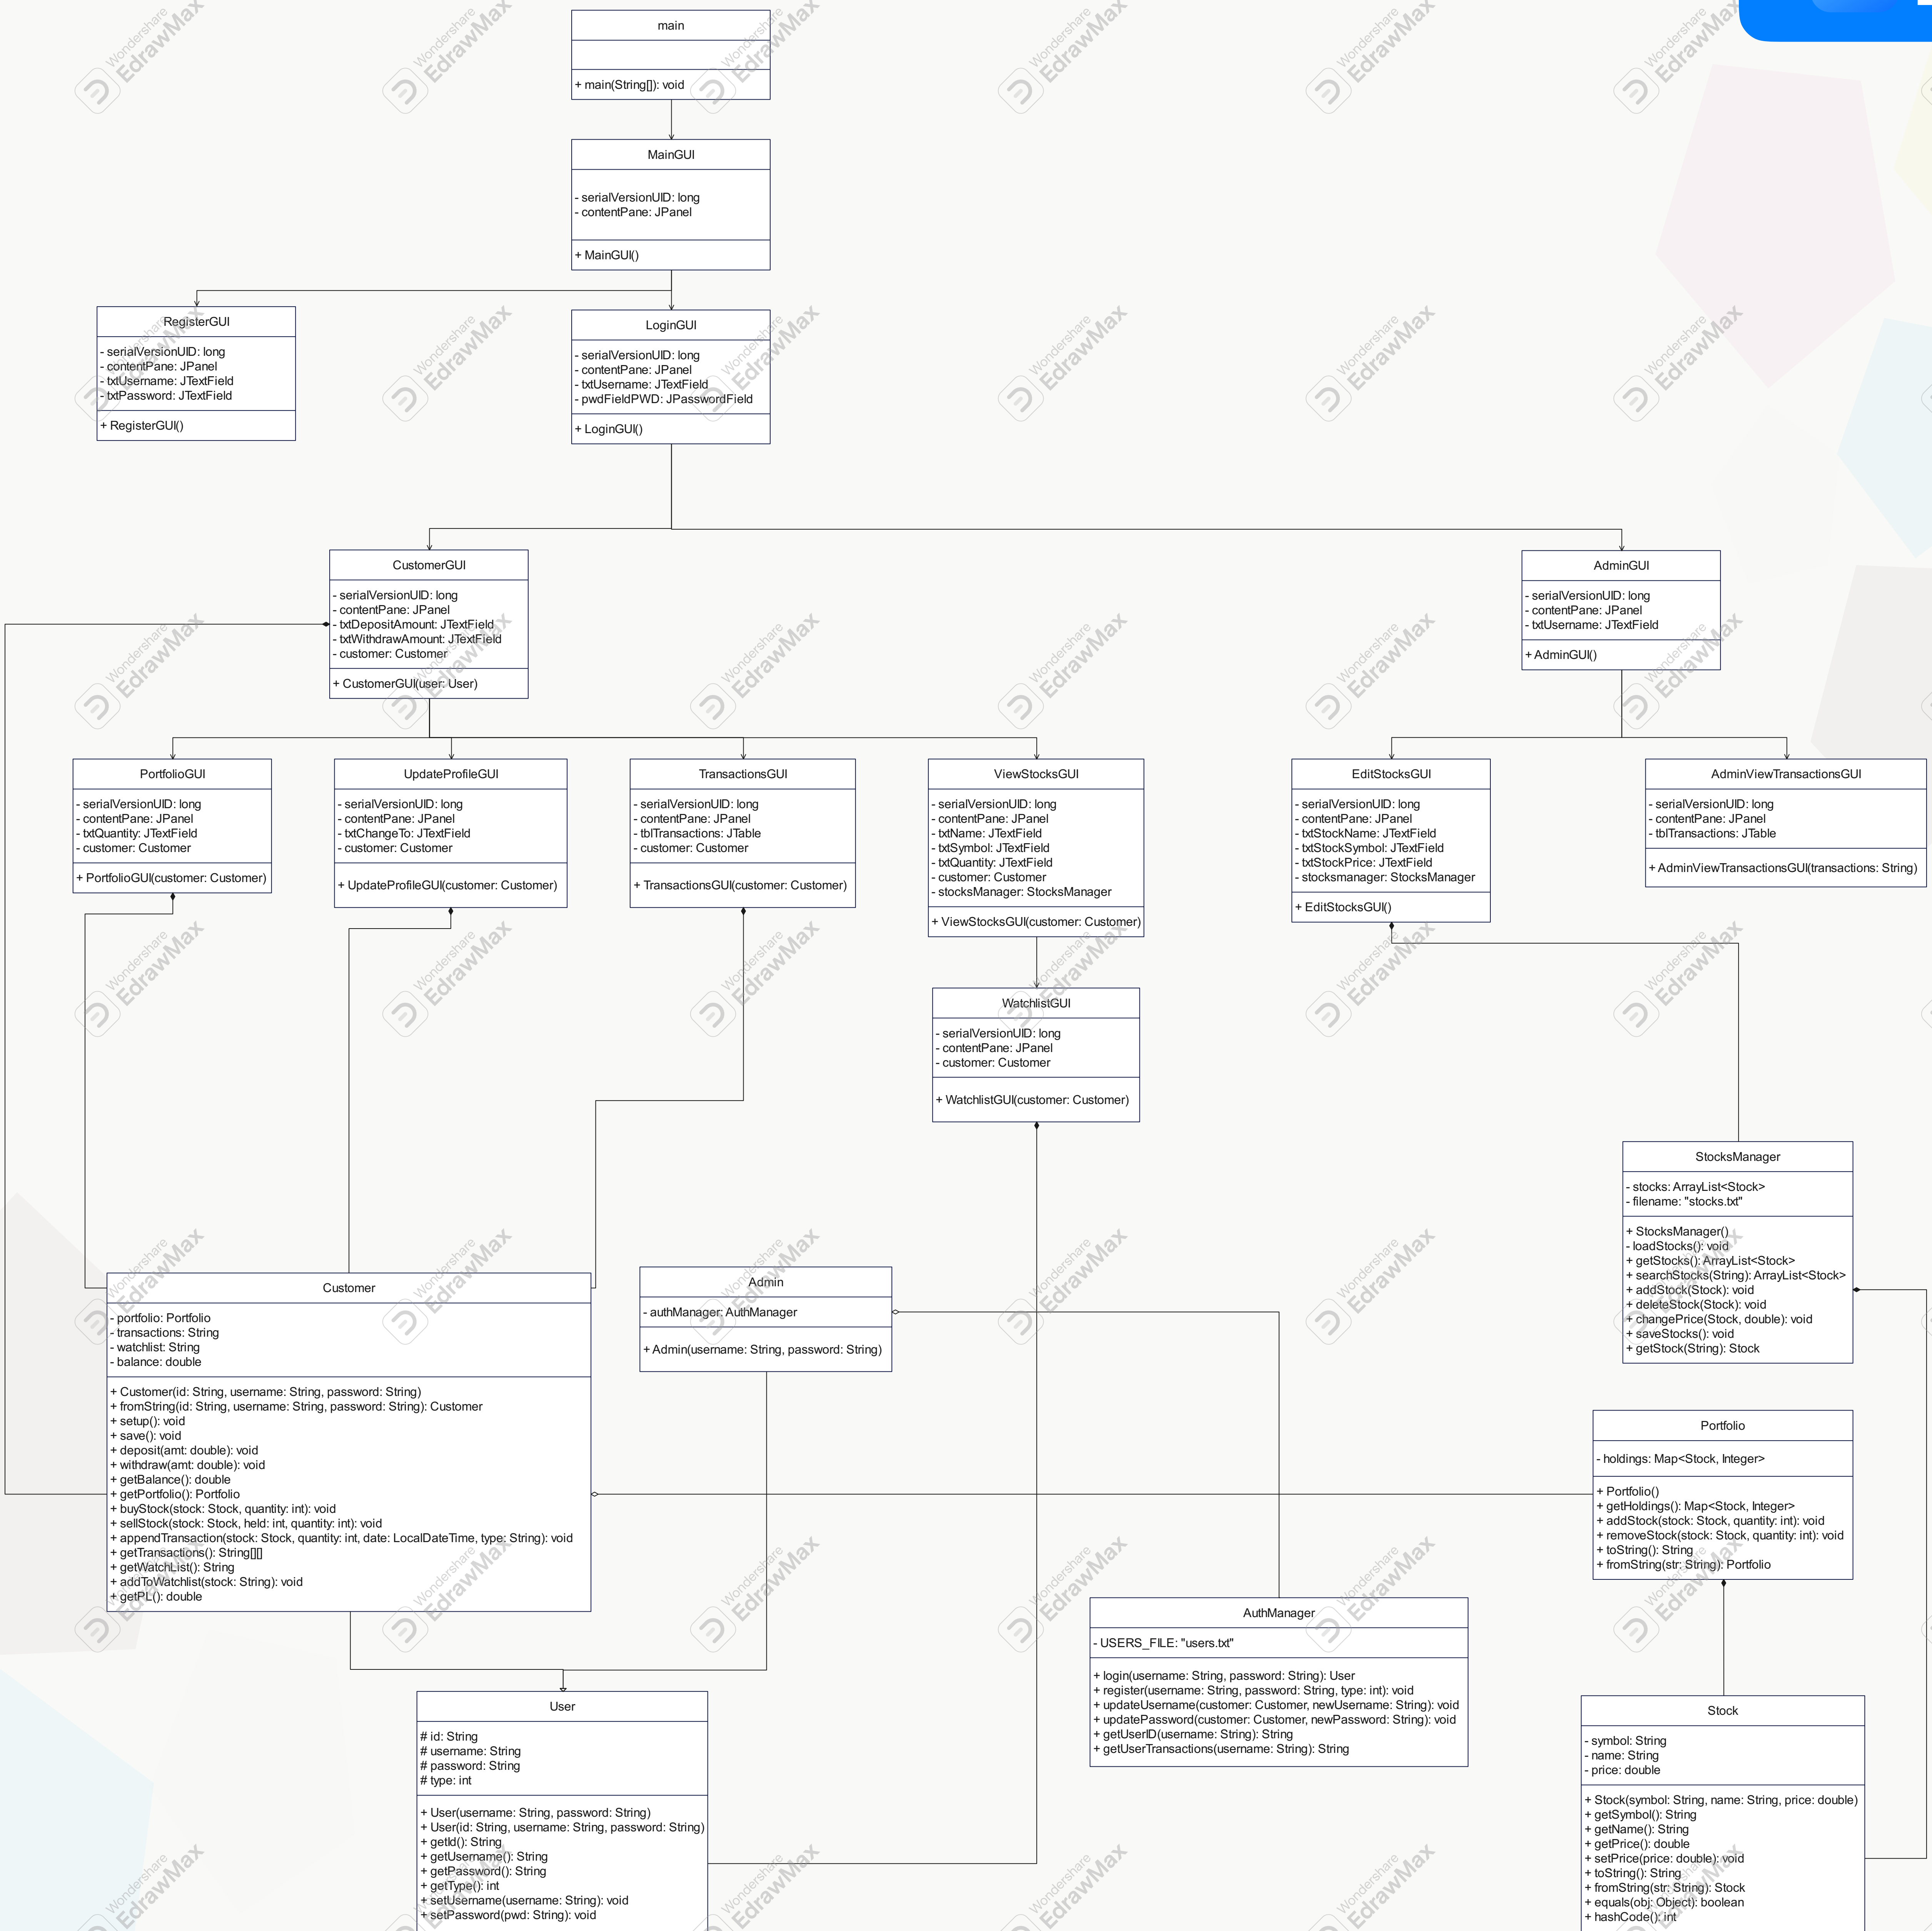 main
+ main(String[]): void
MainGUI
- serialVersionUID: long
- contentPane: JPanel
+ MainGUI()
RegisterGUI
- serialVersionUID: long
- contentPane: JPanel
- txtUsername: JTextField
- txtPassword: JTextField
+ RegisterGUI()
LoginGUI
- serialVersionUID: long
- contentPane: JPanel
- txtUsername: JTextField
- pwdFieldPWD: JPasswordField
+ LoginGUI()
CustomerGUI
- serialVersionUID: long
- contentPane: JPanel
- txtDepositAmount: JTextField
- txtWithdrawAmount: JTextField
- customer: Customer
+ CustomerGUI(user: User)
AdminGUI
- serialVersionUID: long
- contentPane: JPanel
- txtUsername: JTextField
+ AdminGUI()
PortfolioGUI
- serialVersionUID: long
- contentPane: JPanel
- txtQuantity: JTextField
- customer: Customer
+ PortfolioGUI(customer: Customer)
UpdateProfileGUI
- serialVersionUID: long
- contentPane: JPanel
- txtChangeTo: JTextField
- customer: Customer
+ UpdateProfileGUI(customer: Customer)
TransactionsGUI
- serialVersionUID: long
- contentPane: JPanel
- tblTransactions: JTable
- customer: Customer
+ TransactionsGUI(customer: Customer)
ViewStocksGUI
- serialVersionUID: long
- contentPane: JPanel
- txtName: JTextField
- txtSymbol: JTextField
- txtQuantity: JTextField
- customer: Customer
- stocksManager: StocksManager
+ ViewStocksGUI(customer: Customer)
EditStocksGUI
- serialVersionUID: long
- contentPane: JPanel
- txtStockName: JTextField
- txtStockSymbol: JTextField
- txtStockPrice: JTextField
- stocksmanager: StocksManager
+ EditStocksGUI()
AdminViewTransactionsGUI
- serialVersionUID: long
- contentPane: JPanel
- tblTransactions: JTable
+ AdminViewTransactionsGUI(transactions: String)
WatchlistGUI
- serialVersionUID: long
- contentPane: JPanel
- customer: Customer
+ WatchlistGUI(customer: Customer)
StocksManager
- stocks: ArrayList<Stock>
- filename: "stocks.txt"
+ StocksManager()
- loadStocks(): void
+ getStocks(): ArrayList<Stock>
+ searchStocks(String): ArrayList<Stock>
+ addStock(Stock): void
+ deleteStock(Stock): void
+ changePrice(Stock, double): void
+ saveStocks(): void
+ getStock(String): Stock
Customer
- portfolio: Portfolio
- transactions: String
- watchlist: String
- balance: double
+ Customer(id: String, username: String, password: String)
+ fromString(id: String, username: String, password: String): Customer
+ setup(): void
+ save(): void
+ deposit(amt: double): void
+ withdraw(amt: double): void
+ getBalance(): double
+ getPortfolio(): Portfolio
+ buyStock(stock: Stock, quantity: int): void
+ sellStock(stock: Stock, held: int, quantity: int): void
+ appendTransaction(stock: Stock, quantity: int, date: LocalDateTime, type: String): void
+ getTransactions(): String[][]
+ getWatchList(): String
+ addToWatchlist(stock: String): void
+ getPL(): double
Admin
- authManager: AuthManager
+ Admin(username: String, password: String)
Portfolio
- holdings: Map<Stock, Integer>
+ Portfolio()
+ getHoldings(): Map<Stock, Integer>
+ addStock(stock: Stock, quantity: int): void
+ removeStock(stock: Stock, quantity: int): void
+ toString(): String
+ fromString(str: String): Portfolio
AuthManager
- USERS_FILE: "users.txt"
+ login(username: String, password: String): User
+ register(username: String, password: String, type: int): void
+ updateUsername(customer: Customer, newUsername: String): void
+ updatePassword(customer: Customer, newPassword: String): void
+ getUserID(username: String): String
+ getUserTransactions(username: String): String
User
# id: String
# username: String
# password: String
# type: int
+ User(username: String, password: String)
+ User(id: String, username: String, password: String)
+ getId(): String
+ getUsername(): String
+ getPassword(): String
+ getType(): int
+ setUsername(username: String): void
+ setPassword(pwd: String): void
Stock
- symbol: String
- name: String
- price: double
+ Stock(symbol: String, name: String, price: double)
+ getSymbol(): String
+ getName(): String
+ getPrice(): double
+ setPrice(price: double): void
+ toString(): String
+ fromString(str: String): Stock
+ equals(obj: Object): boolean
+ hashCode(): int
Wondershare
EdrawMax